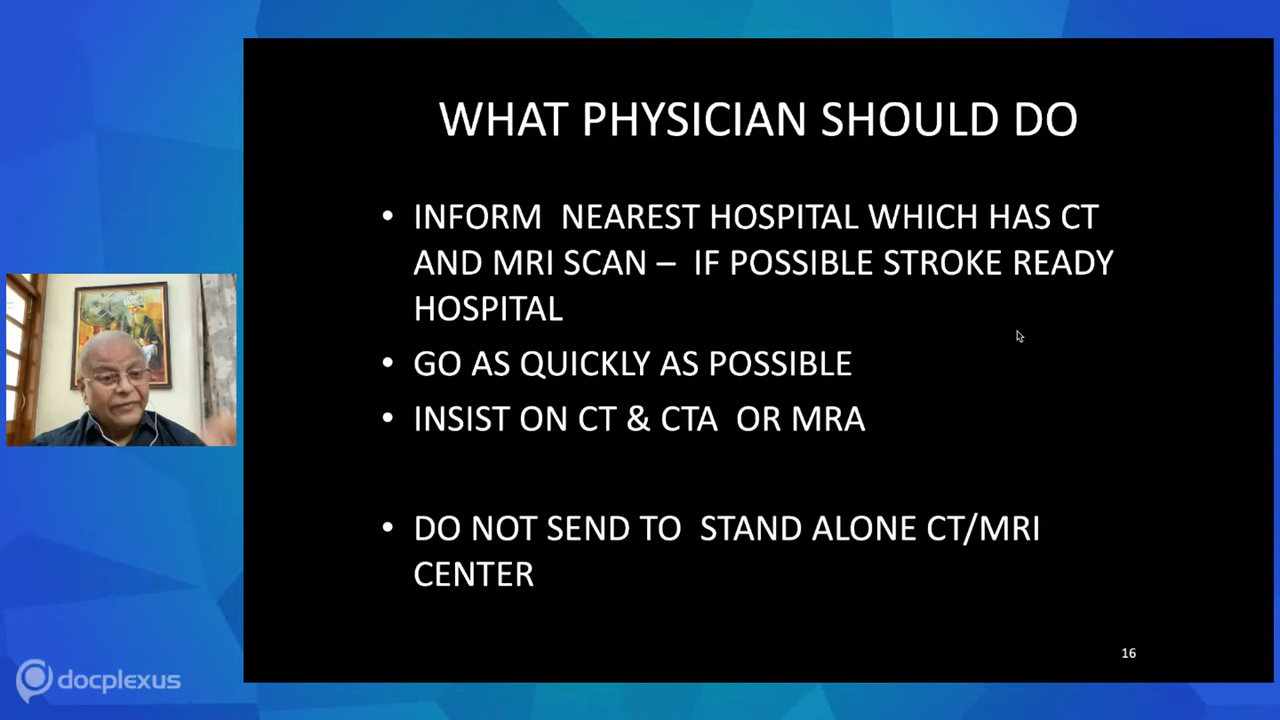 WHAT PHYSICIAN SHOULD DO
• INFORM NEAREST HOSPITAL WHICH HAS CT
AND MRI SCAN – IF POSSIBLE STROKE READY
HOSPITAL
• GO AS QUICKLY AS POSSIBLE
• INSIST ON CT & CTA OR MRA
• DO NOT SEND TO STAND ALONE CT/MRI
CENTER
16
docplexus